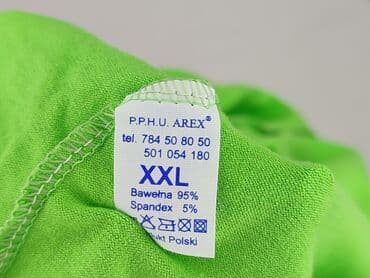 P.P.H.U. AREX®
tel. 784 50 80 50
501 054 180
XXL
Bawełna 95%
Spandex 5%
Polski